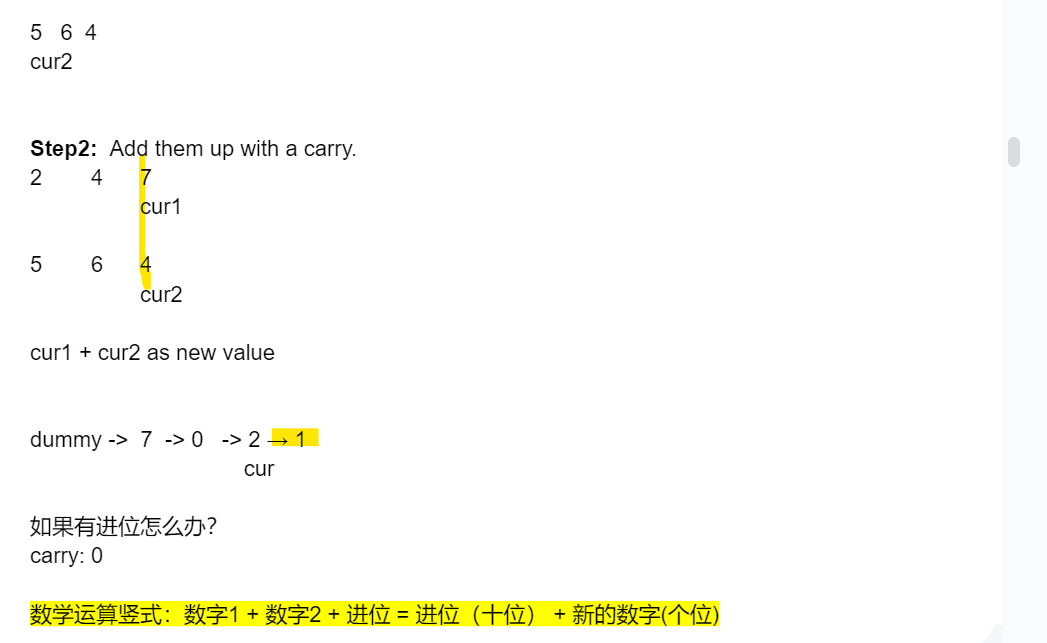 5 6 4
cur2
Step2: Add them up with a carry.
2 4 7
cur1
5 6 4
cur2
cur1 + cur2 as new value
dummy -> 7 -> 0 -> 2 → 1
cur
如果有进位怎么办？
carry: 0
数学运算竖式：数字1 + 数字2 + 进位 = 进位（十位） + 新的数字(个位)